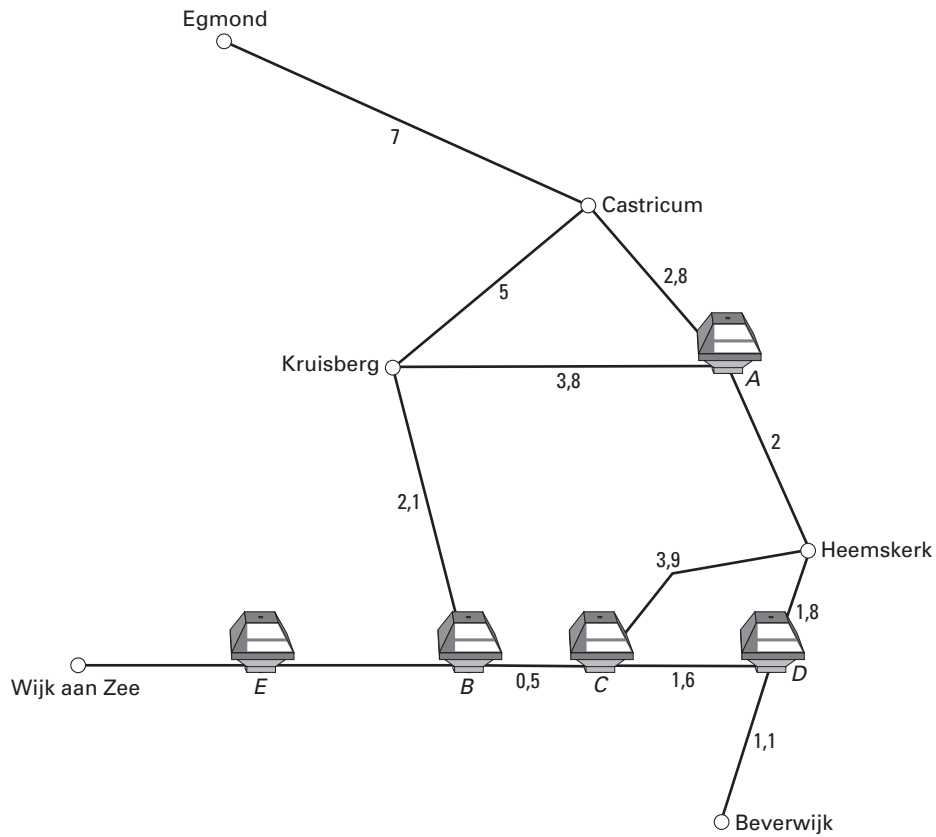 Egmond
7
Castricum
2,8
5
Kruisberg
3,8
A
2
2,1
Heemskerk
3,9
1,8
Wijk aan Zee
E
B
0,5
C
1,6
D
1,1
Beverwijk